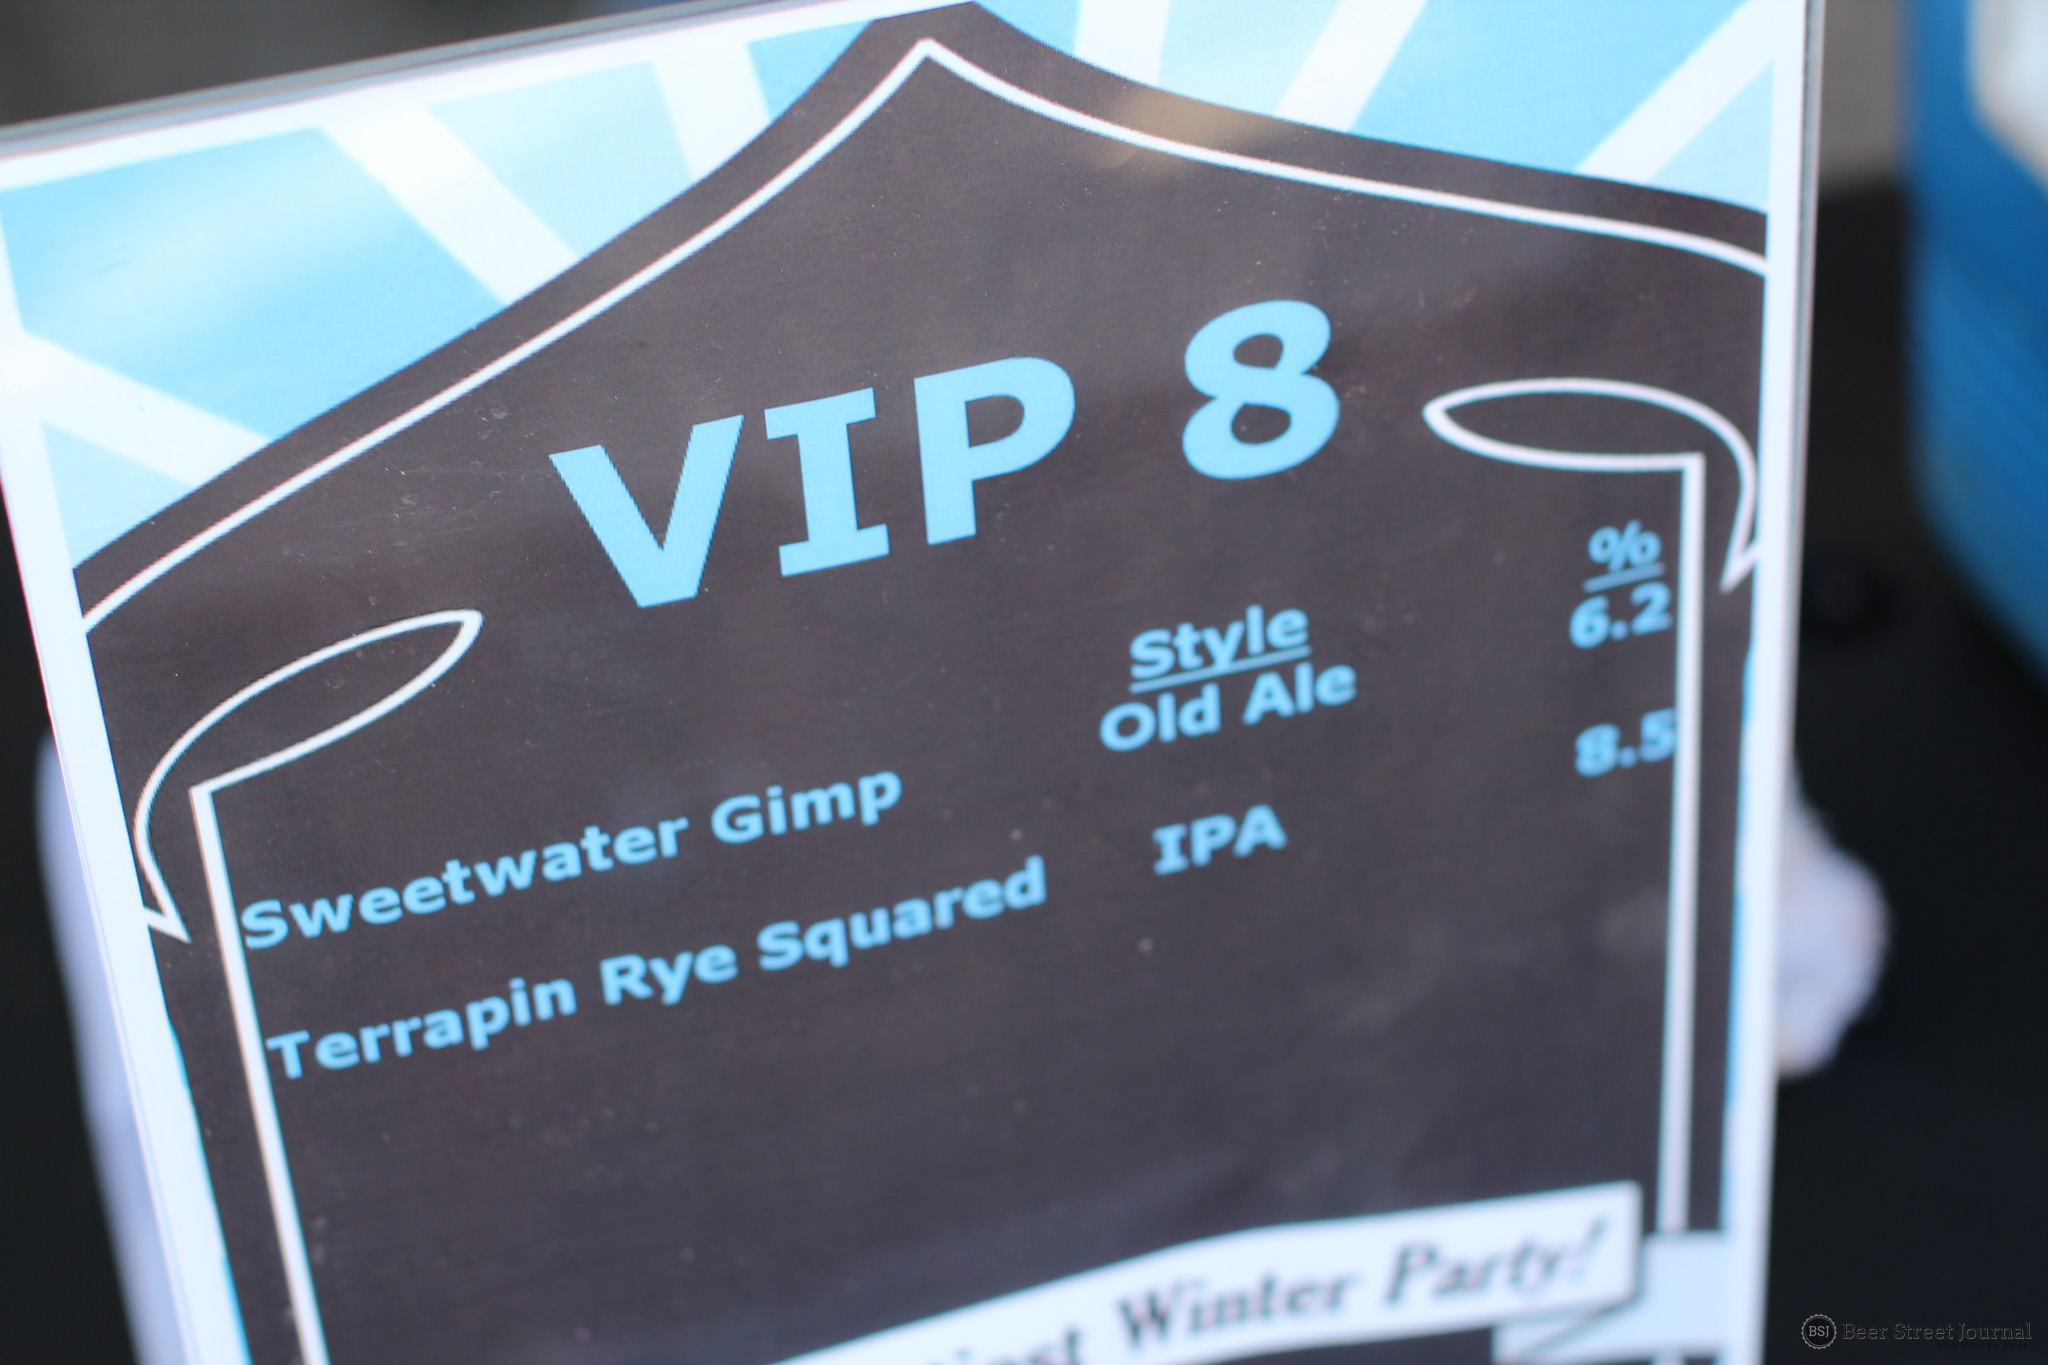 VIP 8
Style %
Sweetwater Gimp Old Ale 6.2
Terrapin Rye Squared IPA 8.5
Winter Party!
BSJ Beer Street Journal